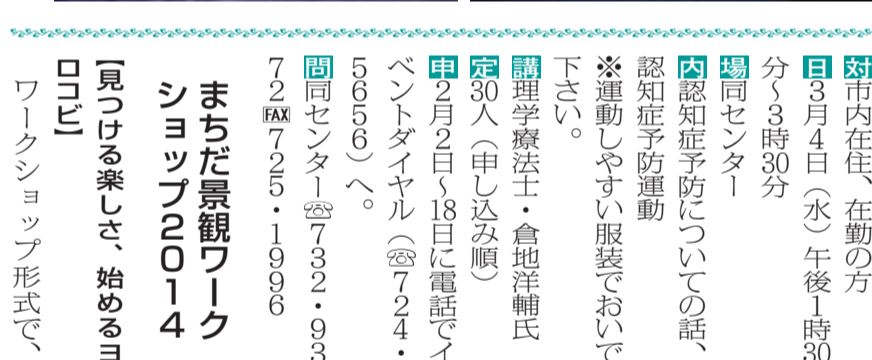 対市内在住、在勤の方
日3月4日（水）午後1時30
分～3時30分
場同センター
内認知症予防についての話、
認知症予防運動
※運動しやすい服装でおいで
下さい。
講理学療法士・倉地洋輔氏
定30人（申し込み順）
申2月2日～18日に電話でイ
ベントダイヤル（☎724・
5656）へ。
問同センター☎732・93
72FAX725・1996
まちだ景観ワーク
ショップ2014
【見つける楽しさ、始めるヨ
ロコビ】
ワークショップ形式で、